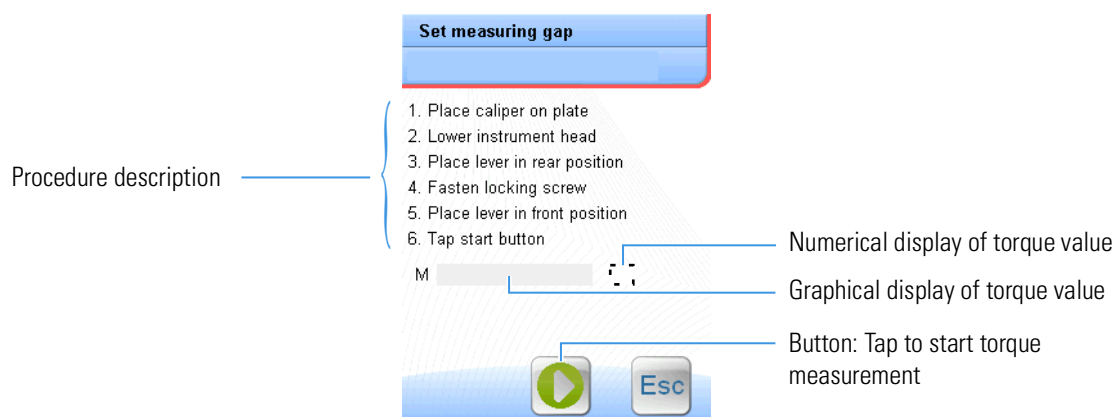 Set measuring gap
1. Place caliper on plate
2. Lower instrument head
3. Place lever in rear position
4. Fasten locking screw
5. Place lever in front position
6. Tap start button
Procedure description
Numerical display of torque value
M
Graphical display of torque value
Button: Tap to start torque
measurement
Esc